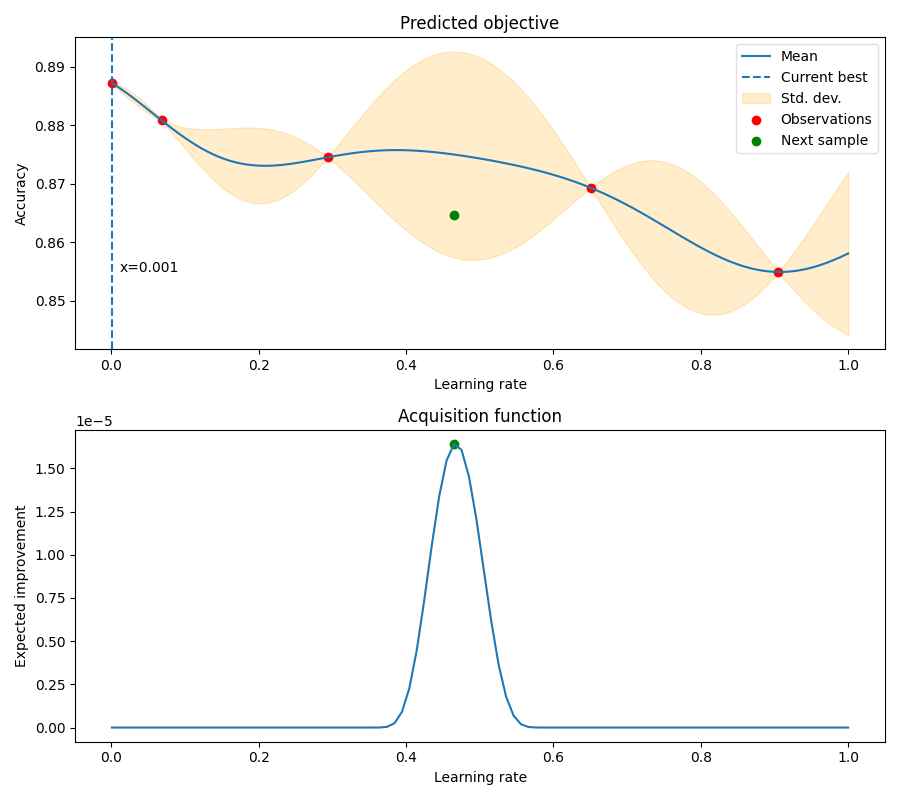 Predicted objective
0.89
0.88
0.87
0.86
0.85
Accuracy
Mean
Current best
Std. dev.
Observations
Next sample
x=0.001
0.0 0.2 0.4 0.6 0.8 1.0
Learning rate
Acquisition function
1e−5
1.50
1.25
1.00
0.75
0.50
0.25
0.00
Expected improvement
0.0 0.2 0.4 0.6 0.8 1.0
Learning rate